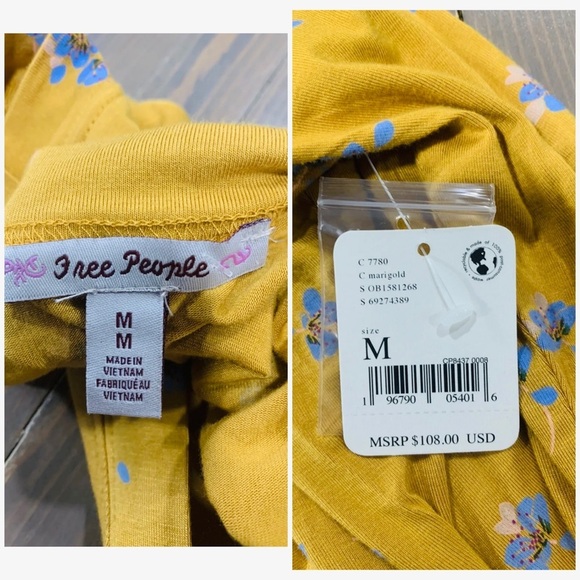 Free People
M
M
MADE IN
VIETNAM
FABRIQUÉ AU
VIETNAM
C 7780
C marigold
S OB1581268
S 69274389
size
M
CP8437 0008
1 96790 05401 6
MSRP $108.00 USD